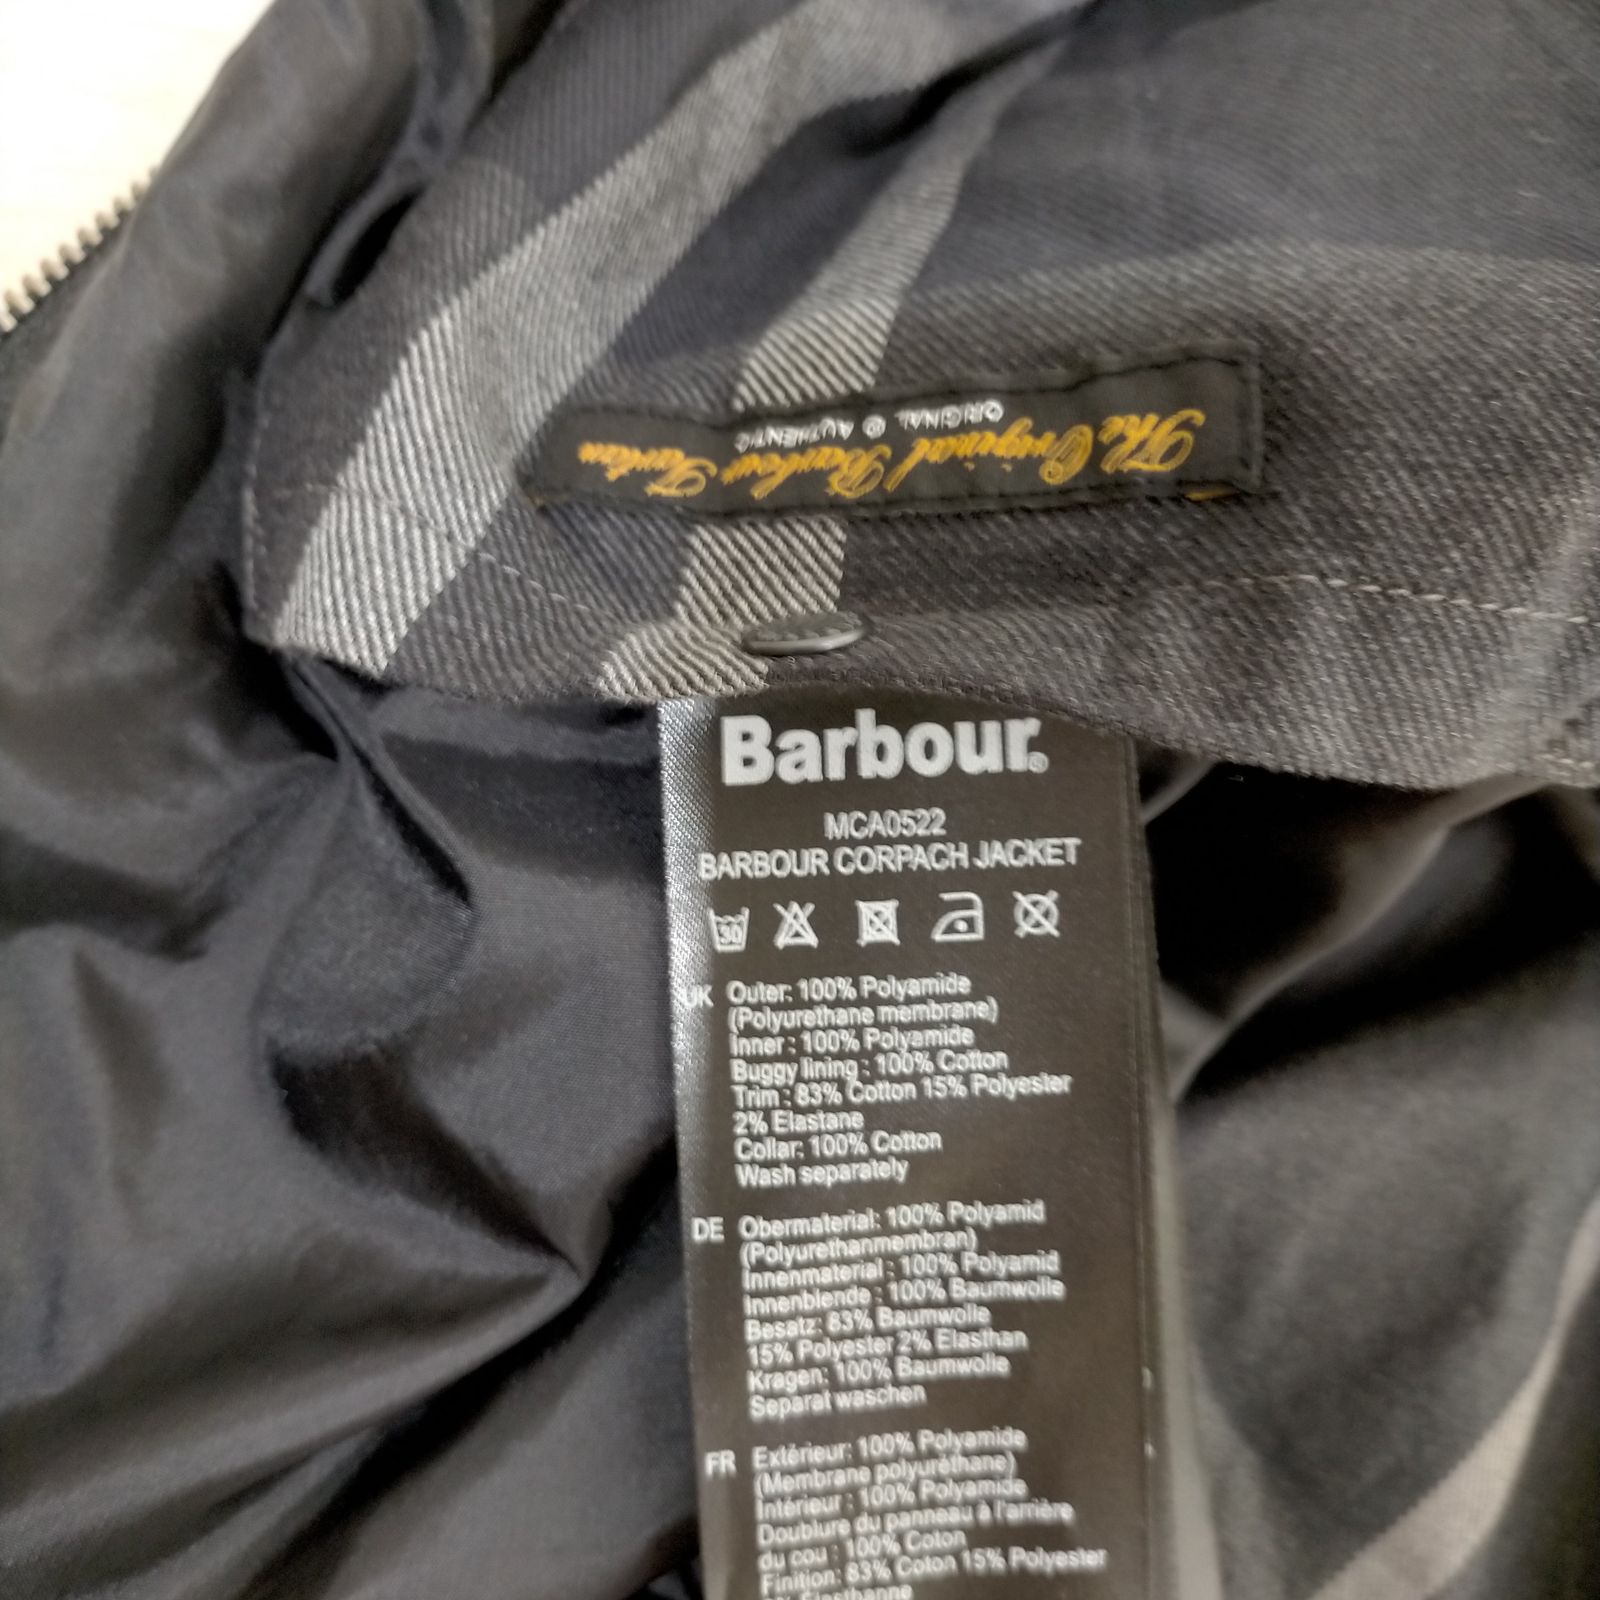 The Original Barbour Tartan
ORIGINAL & AUTHENTIC
Barbour®
MCA0522
BARBOUR CORPACH JACKET
30
UK Outer: 100% Polyamide
(Polyurethane membrane)
Inner : 100% Polyamide
Buggy lining : 100% Cotton
Trim : 83% Cotton 15% Polyester
2% Elastane
Collar: 100% Cotton
Wash separately
DE Obermaterial: 100% Polyamid
(Polyurethanmembran)
Innenmaterial : 100% Polyamid
Innenblende : 100% Baumwolle
Besatz: 83% Baumwolle
15% Polyester 2% Elasthan
Kragen: 100% Baumwolle
Separat waschen
FR Extérieur: 100% Polyamide
(Membrane polyuréthane)
Intérieur : 100% Polyamide
Doublure du panneau à l'arrière
du cou : 100% Coton
Finition: 83% Coton 15% Polyester
2% Élasthanne